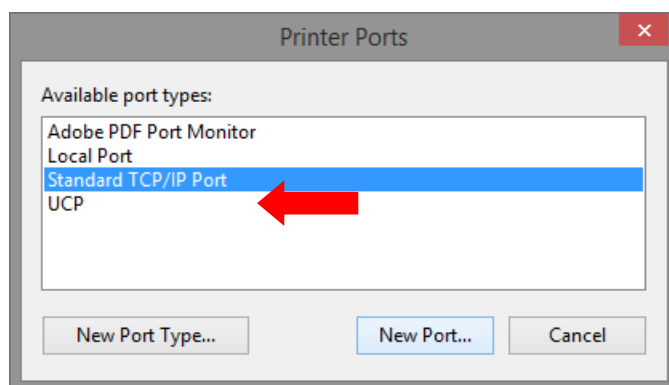 Printer Ports
Available port types:
Adobe PDF Port Monitor
Local Port
Standard TCP/IP Port
UCP
New Port Type... New Port... Cancel